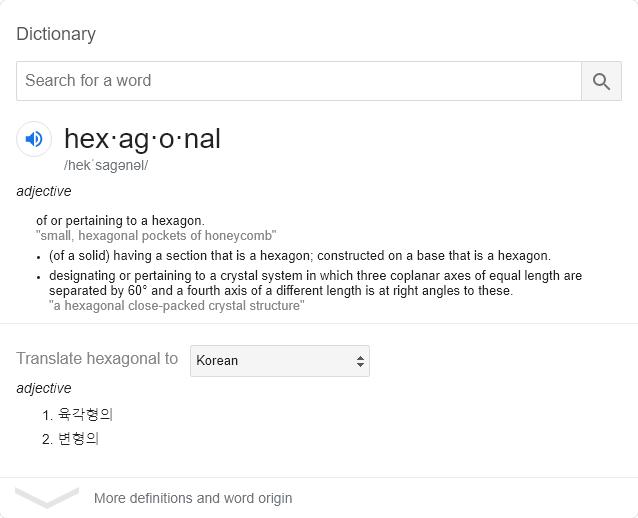 Dictionary
Search for a word
hex·ag·o·nal
/hekˈsaɡənəl/
adjective
of or pertaining to a hexagon.
"small, hexagonal pockets of honeycomb"
• (of a solid) having a section that is a hexagon; constructed on a base that is a hexagon.
• designating or pertaining to a crystal system in which three coplanar axes of equal length are
separated by 60° and a fourth axis of a different length is at right angles to these.
"a hexagonal close-packed crystal structure"
Translate hexagonal to Korean
adjective
1. 육각형의
2. 변형의
More definitions and word origin